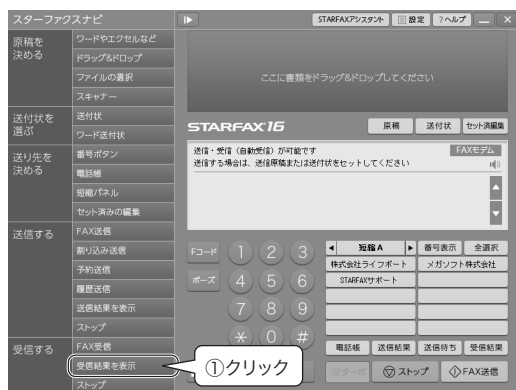 スターファクスナビ
STARFAXアシスタント 設定 ?ヘルプ
原稿を
決める
ワードやエクセルなど
ドラッグ&ドロップ
ファイルの選択
スキャナー
送付状を
選ぶ
送付状
ワード送付状
送り先を
決める
番号ボタン
電話帳
短縮パネル
セット済みの編集
送信する
FAX送信
割り込み送信
予約送信
履歴送信
送信結果を表示
ストップ
受信する
FAX受信
受信結果を表示
ストップ
①クリック
ここに書類をドラッグ&ドロップしてください
STARFAX'16
原稿 送付状 セット済編集
送信・受信（自動受信）が可能です
送信する場合は、送信原稿または送付状をセットしてください
FAXモデム
Fコード 1 2 3
ポーズ 4 5 6
7 8 9
* 0 #
短縮A 番号表示 全選択
株式会社ライフボート メガソフト株式会社
STARFAXサポート
電話帳 送信結果 送信待ち 受信結果
ストップ FAX送信